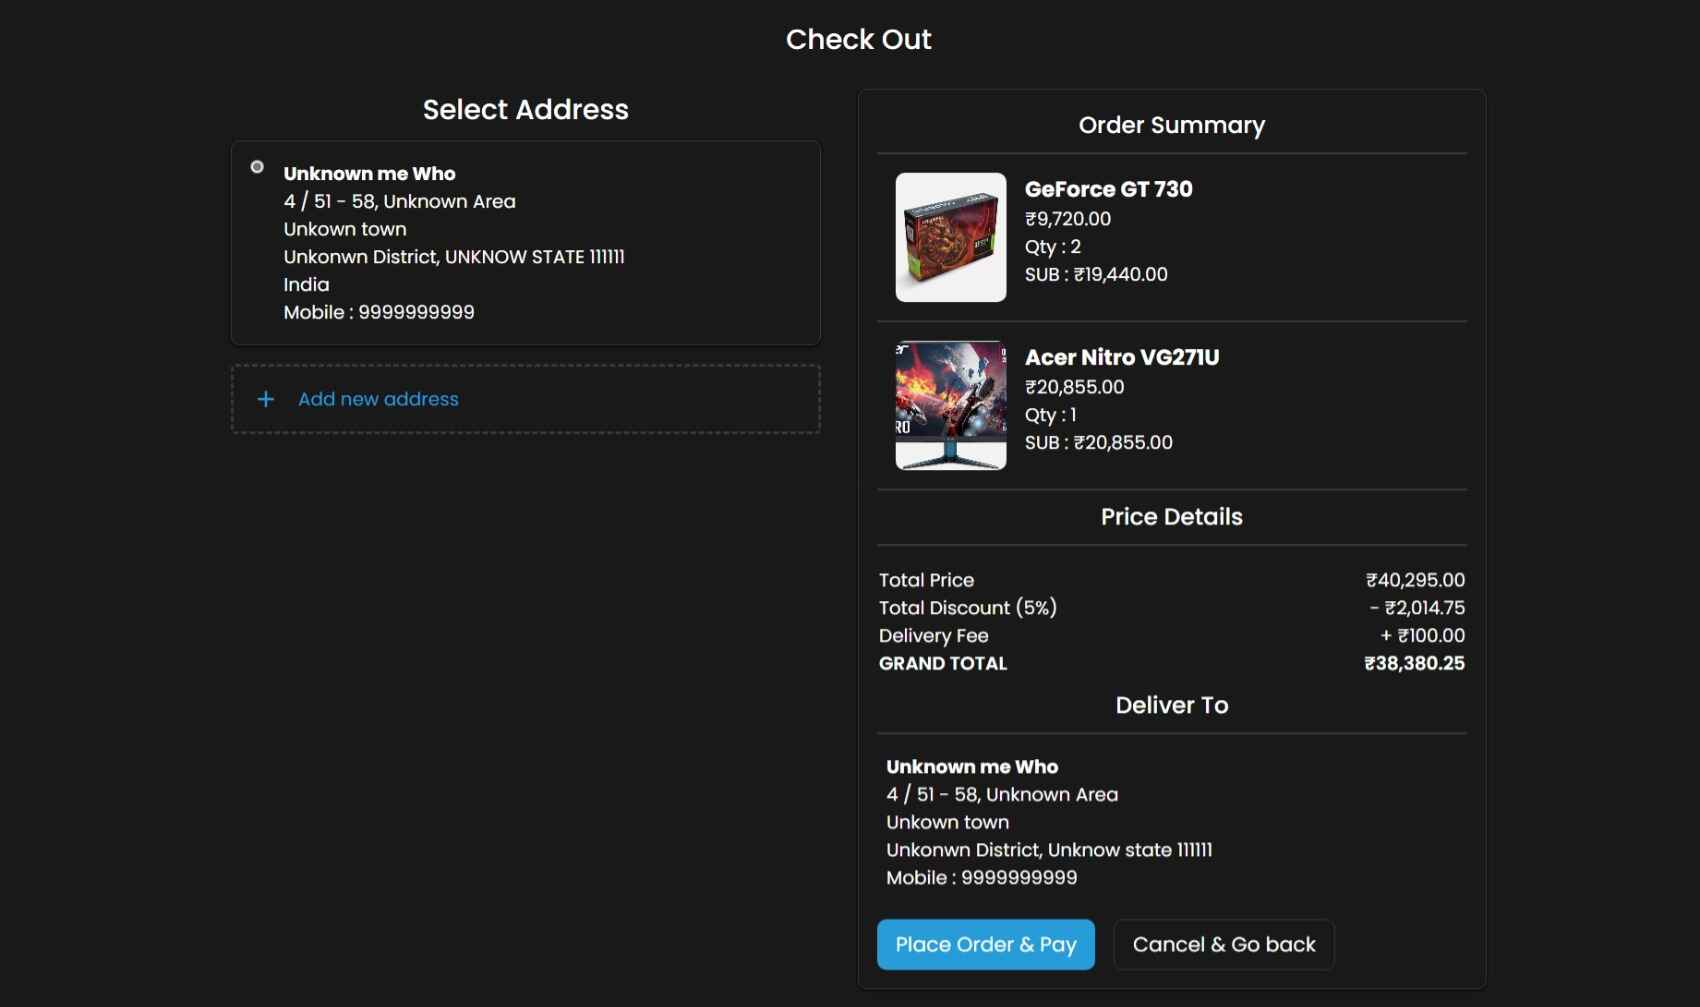 Check Out
Select Address
Unknown me Who
4 / 51 - 58, Unknown Area
Unkown town
Unkonwn District, UNKNOW STATE 111111
India
Mobile : 9999999999
+ Add new address
Order Summary
GeForce GT 730
₹9,720.00
Qty : 2
SUB : ₹19,440.00
Acer Nitro VG271U
₹20,855.00
Qty : 1
SUB : ₹20,855.00
Price Details
Total Price ₹40,295.00
Total Discount (5%) - ₹2,014.75
Delivery Fee + ₹100.00
GRAND TOTAL ₹38,380.25
Deliver To
Unknown me Who
4 / 51 - 58, Unknown Area
Unkown town
Unkonwn District, Unknow state 111111
Mobile : 9999999999
Place Order & Pay
Cancel & Go back